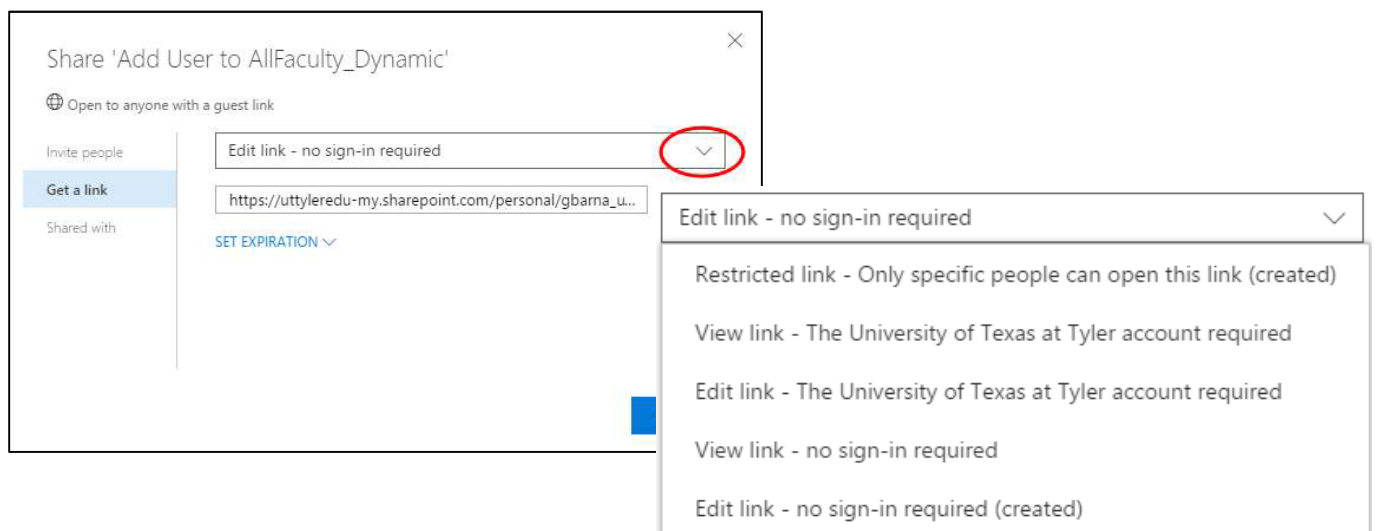 Share 'Add User to AllFaculty_Dynamic'
Open to anyone with a guest link
Invite people
Get a link
Shared with
Edit link - no sign-in required
https://uttyleredu-my.sharepoint.com/personal/gbarna_u...
SET EXPIRATION
Edit link - no sign-in required
Restricted link - Only specific people can open this link (created)
View link - The University of Texas at Tyler account required
Edit link - The University of Texas at Tyler account required
View link - no sign-in required
Edit link - no sign-in required (created)